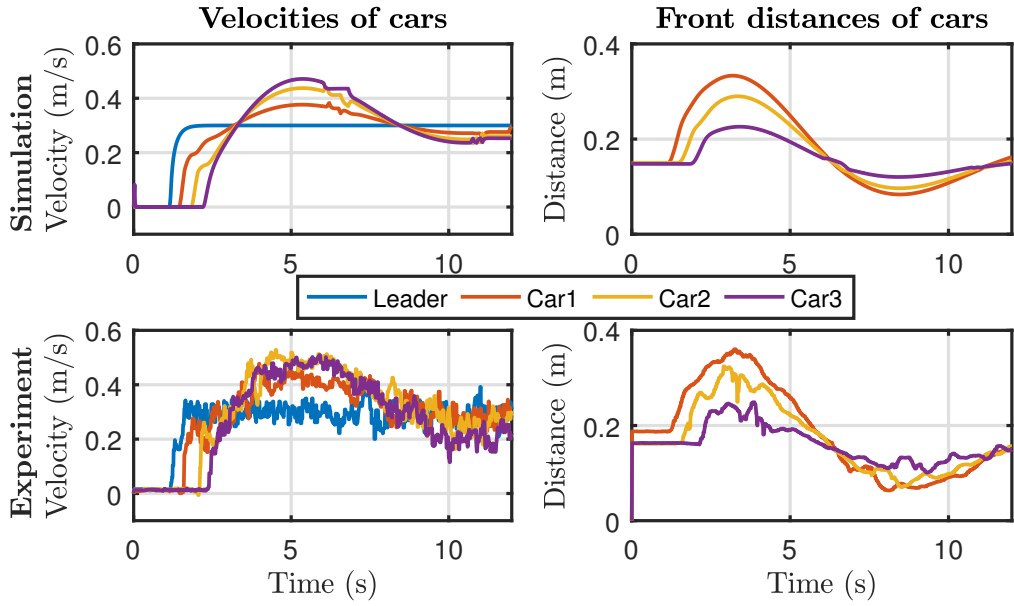 Velocities of cars
Front distances of cars
Simulation
Velocity (m/s)
0.6
0.4
0.2
0
0
5
10
Distance (m)
0.4
0.2
0
0
5
10
Leader
Car1
Car2
Car3
Experiment
Velocity (m/s)
0.6
0.4
0.2
0
0
5
10
Time (s)
Distance (m)
0.4
0.2
0
0
5
10
Time (s)